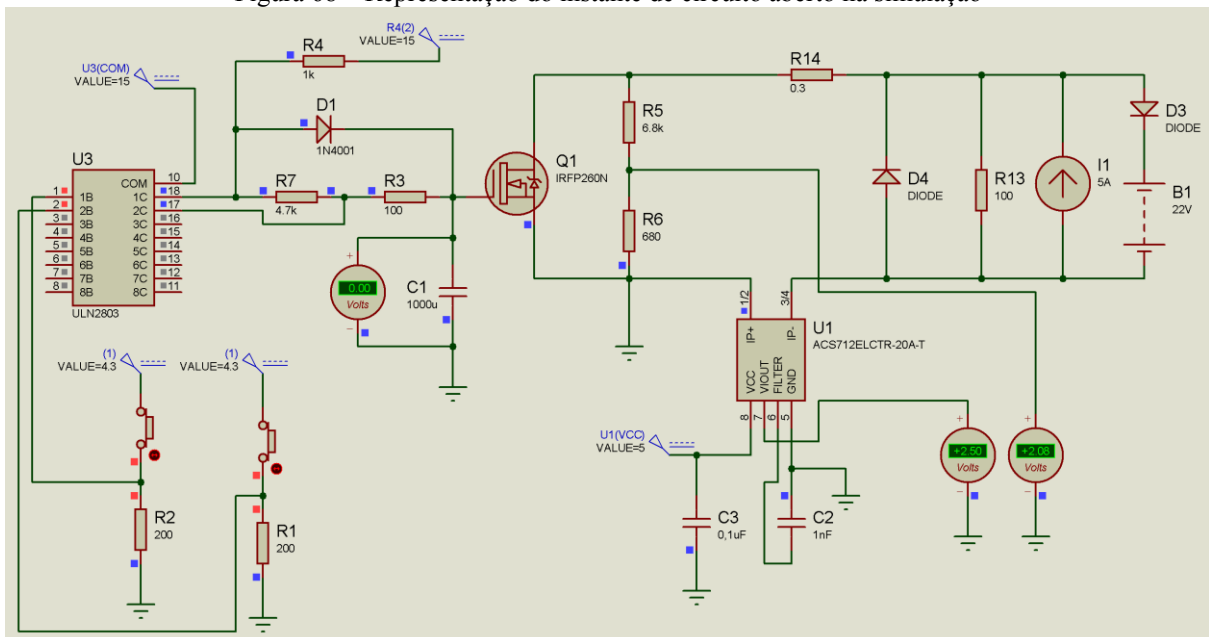 Figura 68 – Representação do instante de circuito aberto na simulação
R4(2)
VALUE=15
R4
1k
U3(COM)
VALUE=15
D1
1N4001
U3
1
2
3
4
5
6
7
8
1B
2B
3B
4B
5B
6B
7B
8B
COM
1C
2C
3C
4C
5C
6C
7C
8C
10
18
17
16
15
14
13
12
11
ULN2803
R7
4.7k
R3
100
Q1
IRFP260N
+
0.00
Volts
−
C1
1000u
R5
6.8k
R6
680
R14
0.3
D4
DIODE
R13
100
I1
5A
D3
DIODE
B1
22V
1/2
3/4
IP+
IP-
U1
ACS712ELCTR-20A-T
VCC
VIOUT
FILTER
GND
8
7
6
5
U1(VCC)
VALUE=5
C3
0,1uF
C2
1nF
+
+2.50
Volts
−
+
+2.08
Volts
−
(1)
VALUE=4.3
(1)
VALUE=4.3
R2
200
R1
200